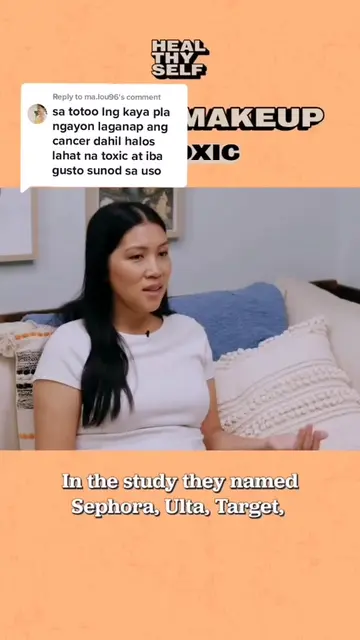 HEAL
THY
SELF
Reply to ma.lou96's comment
sa totoo lng kaya pla
ngayon laganap ang
cancer dahil halos
lahat na toxic at iba
gusto sunod sa uso
MAKEUP
OXIC
In the study they named
Sephora, Ulta, Target,